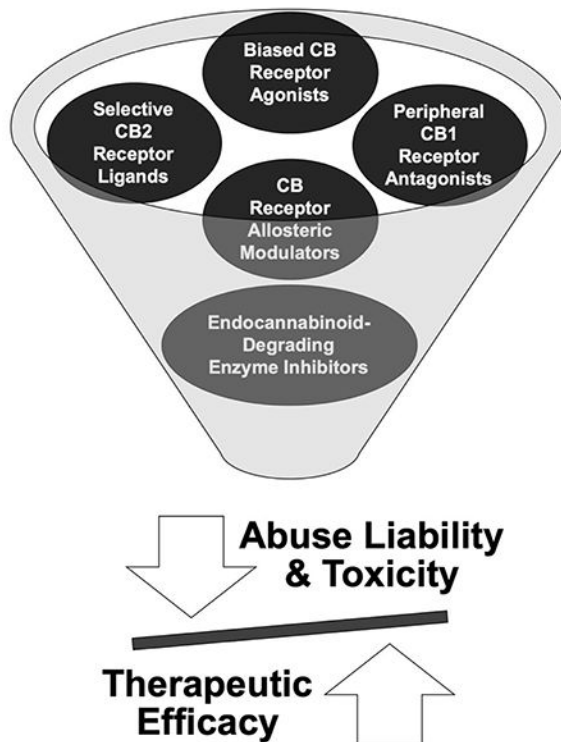 Biased CB
Receptor
Agonists
Selective
CB2
Receptor
Ligands
Peripheral
CB1
Receptor
Antagonists
CB
Receptor
Allosteric
Modulators
Endocannabinoid-
Degrading
Enzyme Inhibitors
Abuse Liability
& Toxicity
Therapeutic
Efficacy